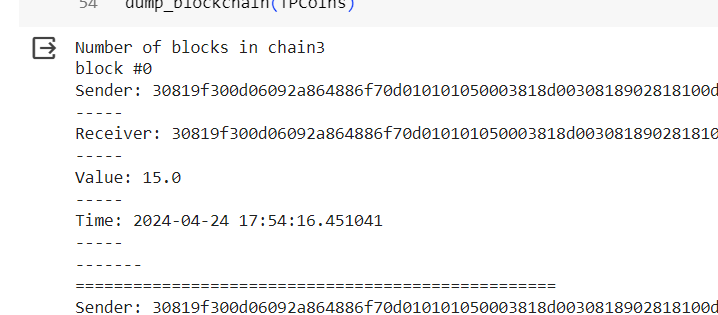 54 dump_blockchain(TPCoins)
Number of blocks in chain3
block #0
Sender: 30819f300d06092a864886f70d010101050003818d0030818902818100d
-----
Receiver: 30819f300d06092a864886f70d010101050003818d003081890281810
-----
Value: 15.0
-----
Time: 2024-04-24 17:54:16.451041
-----
-------
==================================================
Sender: 30819f300d06092a864886f70d010101050003818d0030818902818100d